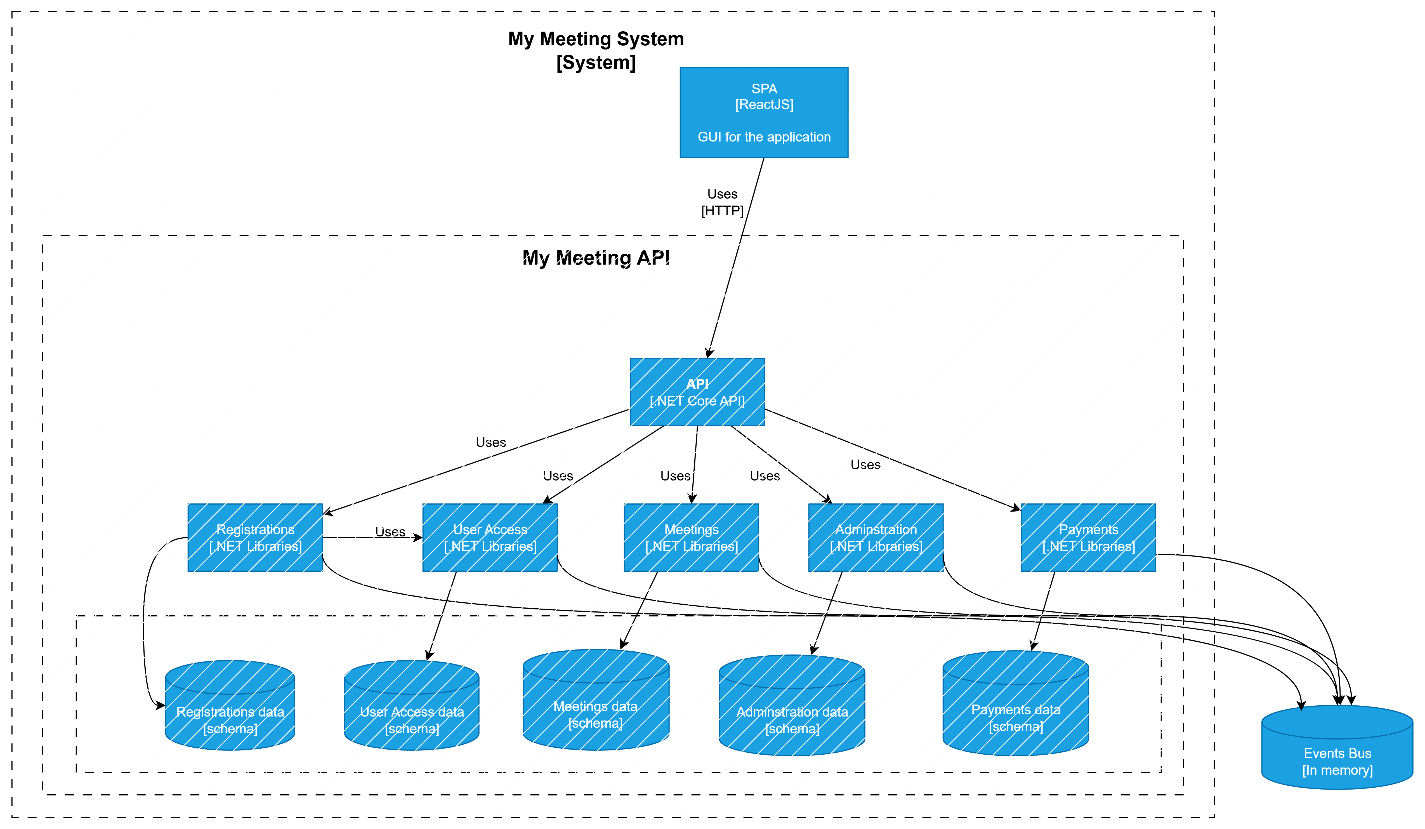 My Meeting System
[System]
SPA
[ReactJS]
GUI for the application
Uses
[HTTP]
My Meeting API
API
[.NET Core API]
Uses
Uses
Uses
Uses
Uses
Registrations
[.NET Libraries]
Uses
User Access
[.NET Libraries]
Meetings
[.NET Libraries]
Adminstration
[.NET Libraries]
Payments
[.NET Libraries]
Registrations data
[schema]
User Access data
[schema]
Meetings data
[schema]
Adminstration data
[schema]
Payments data
[schema]
Events Bus
[In memory]